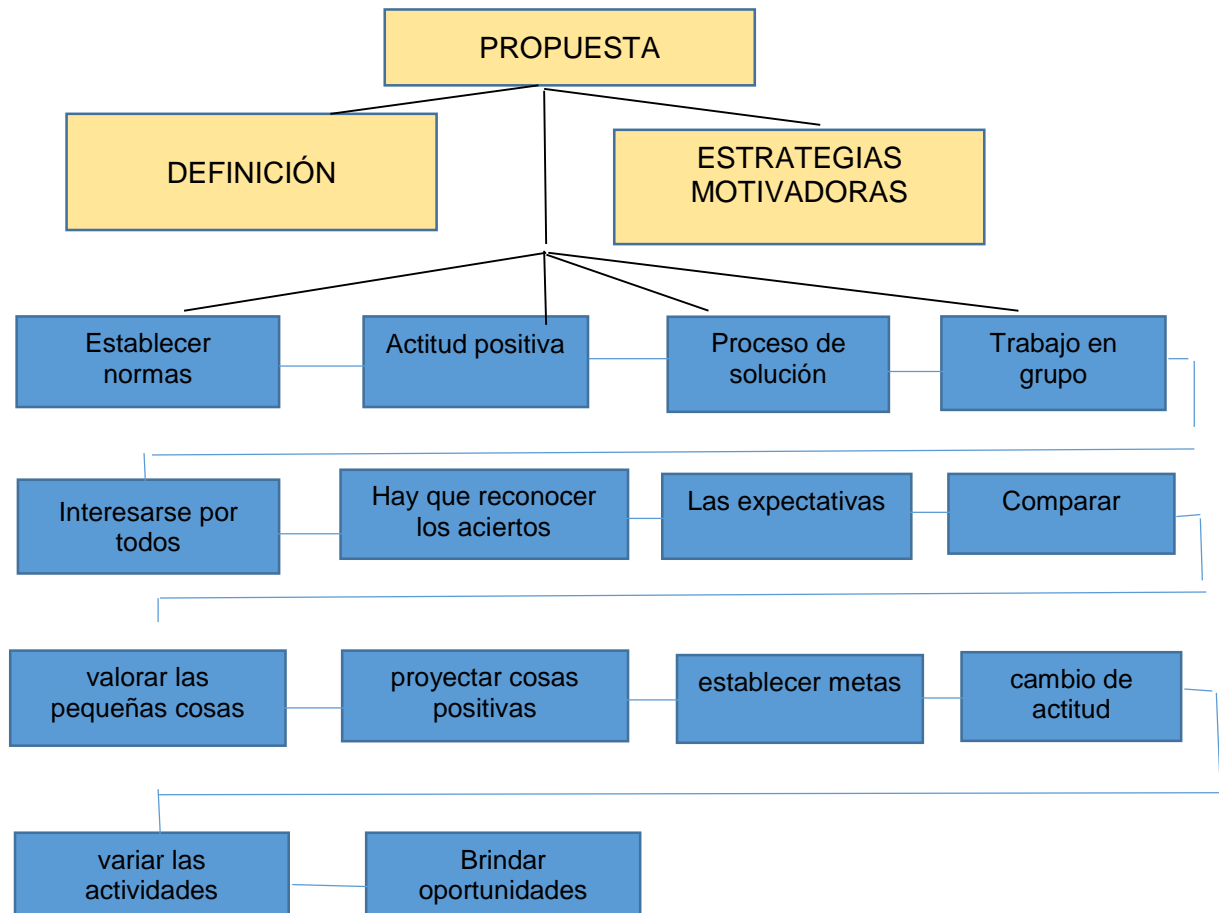 PROPUESTA
DEFINICIÓN
ESTRATEGIAS
MOTIVADORAS
Establecer
normas
Actitud positiva
Proceso de
solución
Trabajo en
grupo
Interesarse por
todos
Hay que reconocer
los aciertos
Las expectativas
Comparar
valorar las
pequeñas cosas
proyectar cosas
positivas
establecer metas
cambio de
actitud
variar las
actividades
Brindar
oportunidades